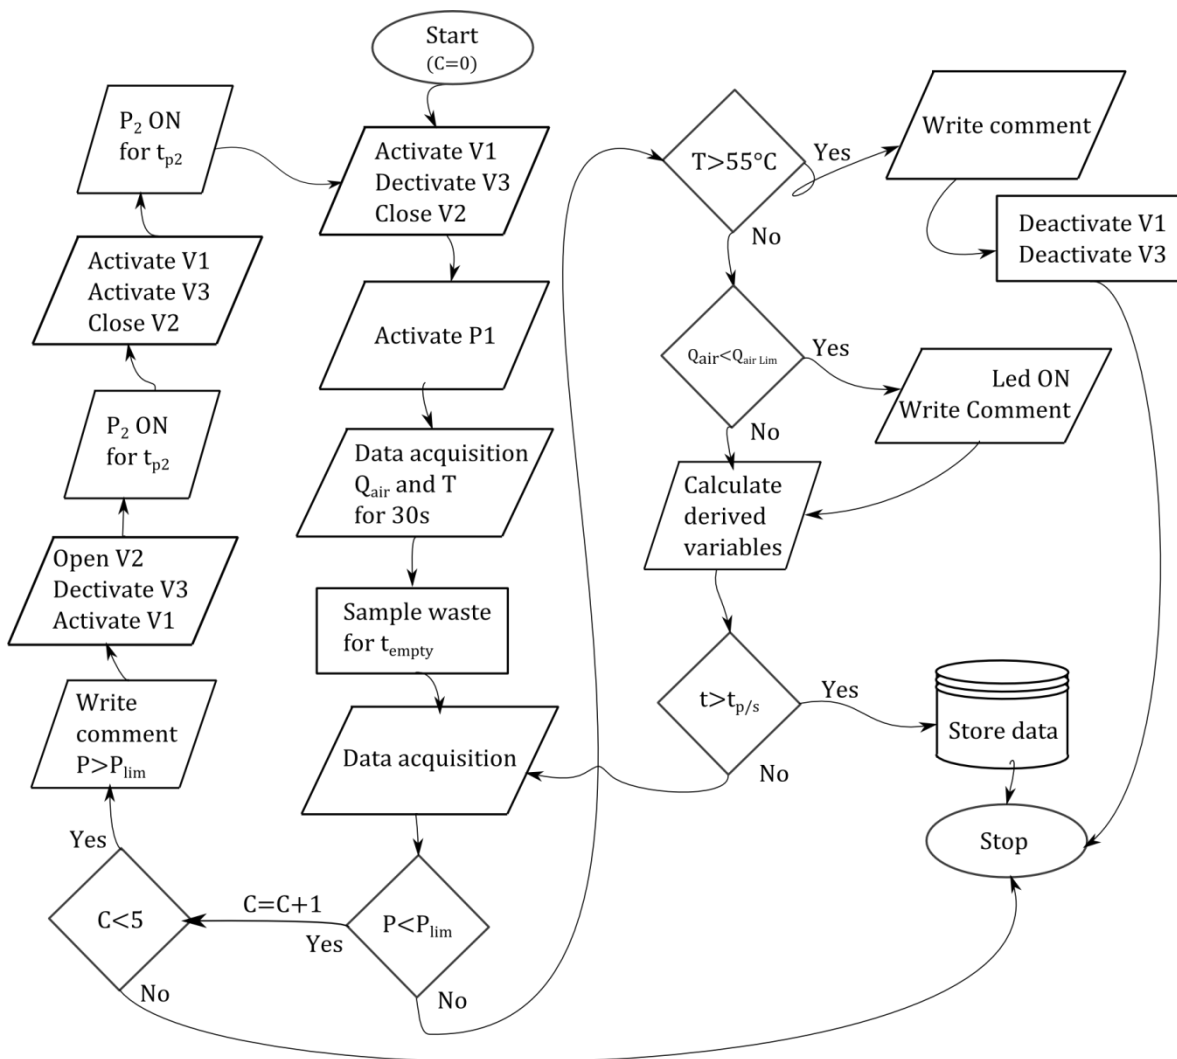 Start
(C=0)
Activate V1
Dectivate V3
Close V2
Activate P1
Data acquisition
Qair and T
for 30s
Sample waste
for tempty
Data acquisition
P<Plim
Yes
No
C=C+1
C<5
Yes
No
Write
comment
P>Plim
Open V2
Dectivate V3
Activate V1
P2 ON
for tp2
Activate V1
Activate V3
Close V2
P2 ON
for tp2
T>55°C
Yes
No
Write comment
Deactivate V1
Deactivate V3
Qair<Qair Lim
Yes
No
Led ON
Write Comment
Calculate
derived
variables
t>tp/s
Yes
No
Store data
Stop